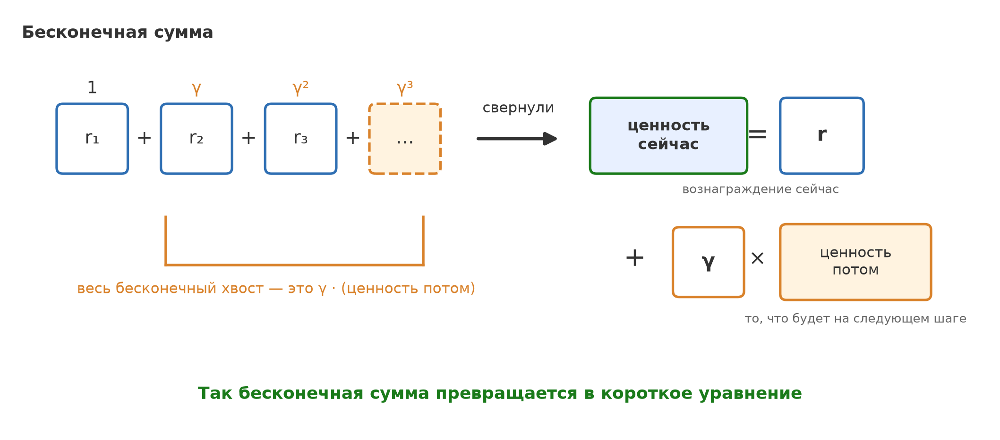 Бесконечная сумма
1 γ γ² γ³
r₁ + r₂ + r₃ + ...
свернули
ценность
сейчас
= r
вознаграждение сейчас
+ γ ×
ценность
потом
то, что будет на следующем шаге
весь бесконечный хвост — это γ · (ценность потом)
Так бесконечная сумма превращается в короткое уравнение